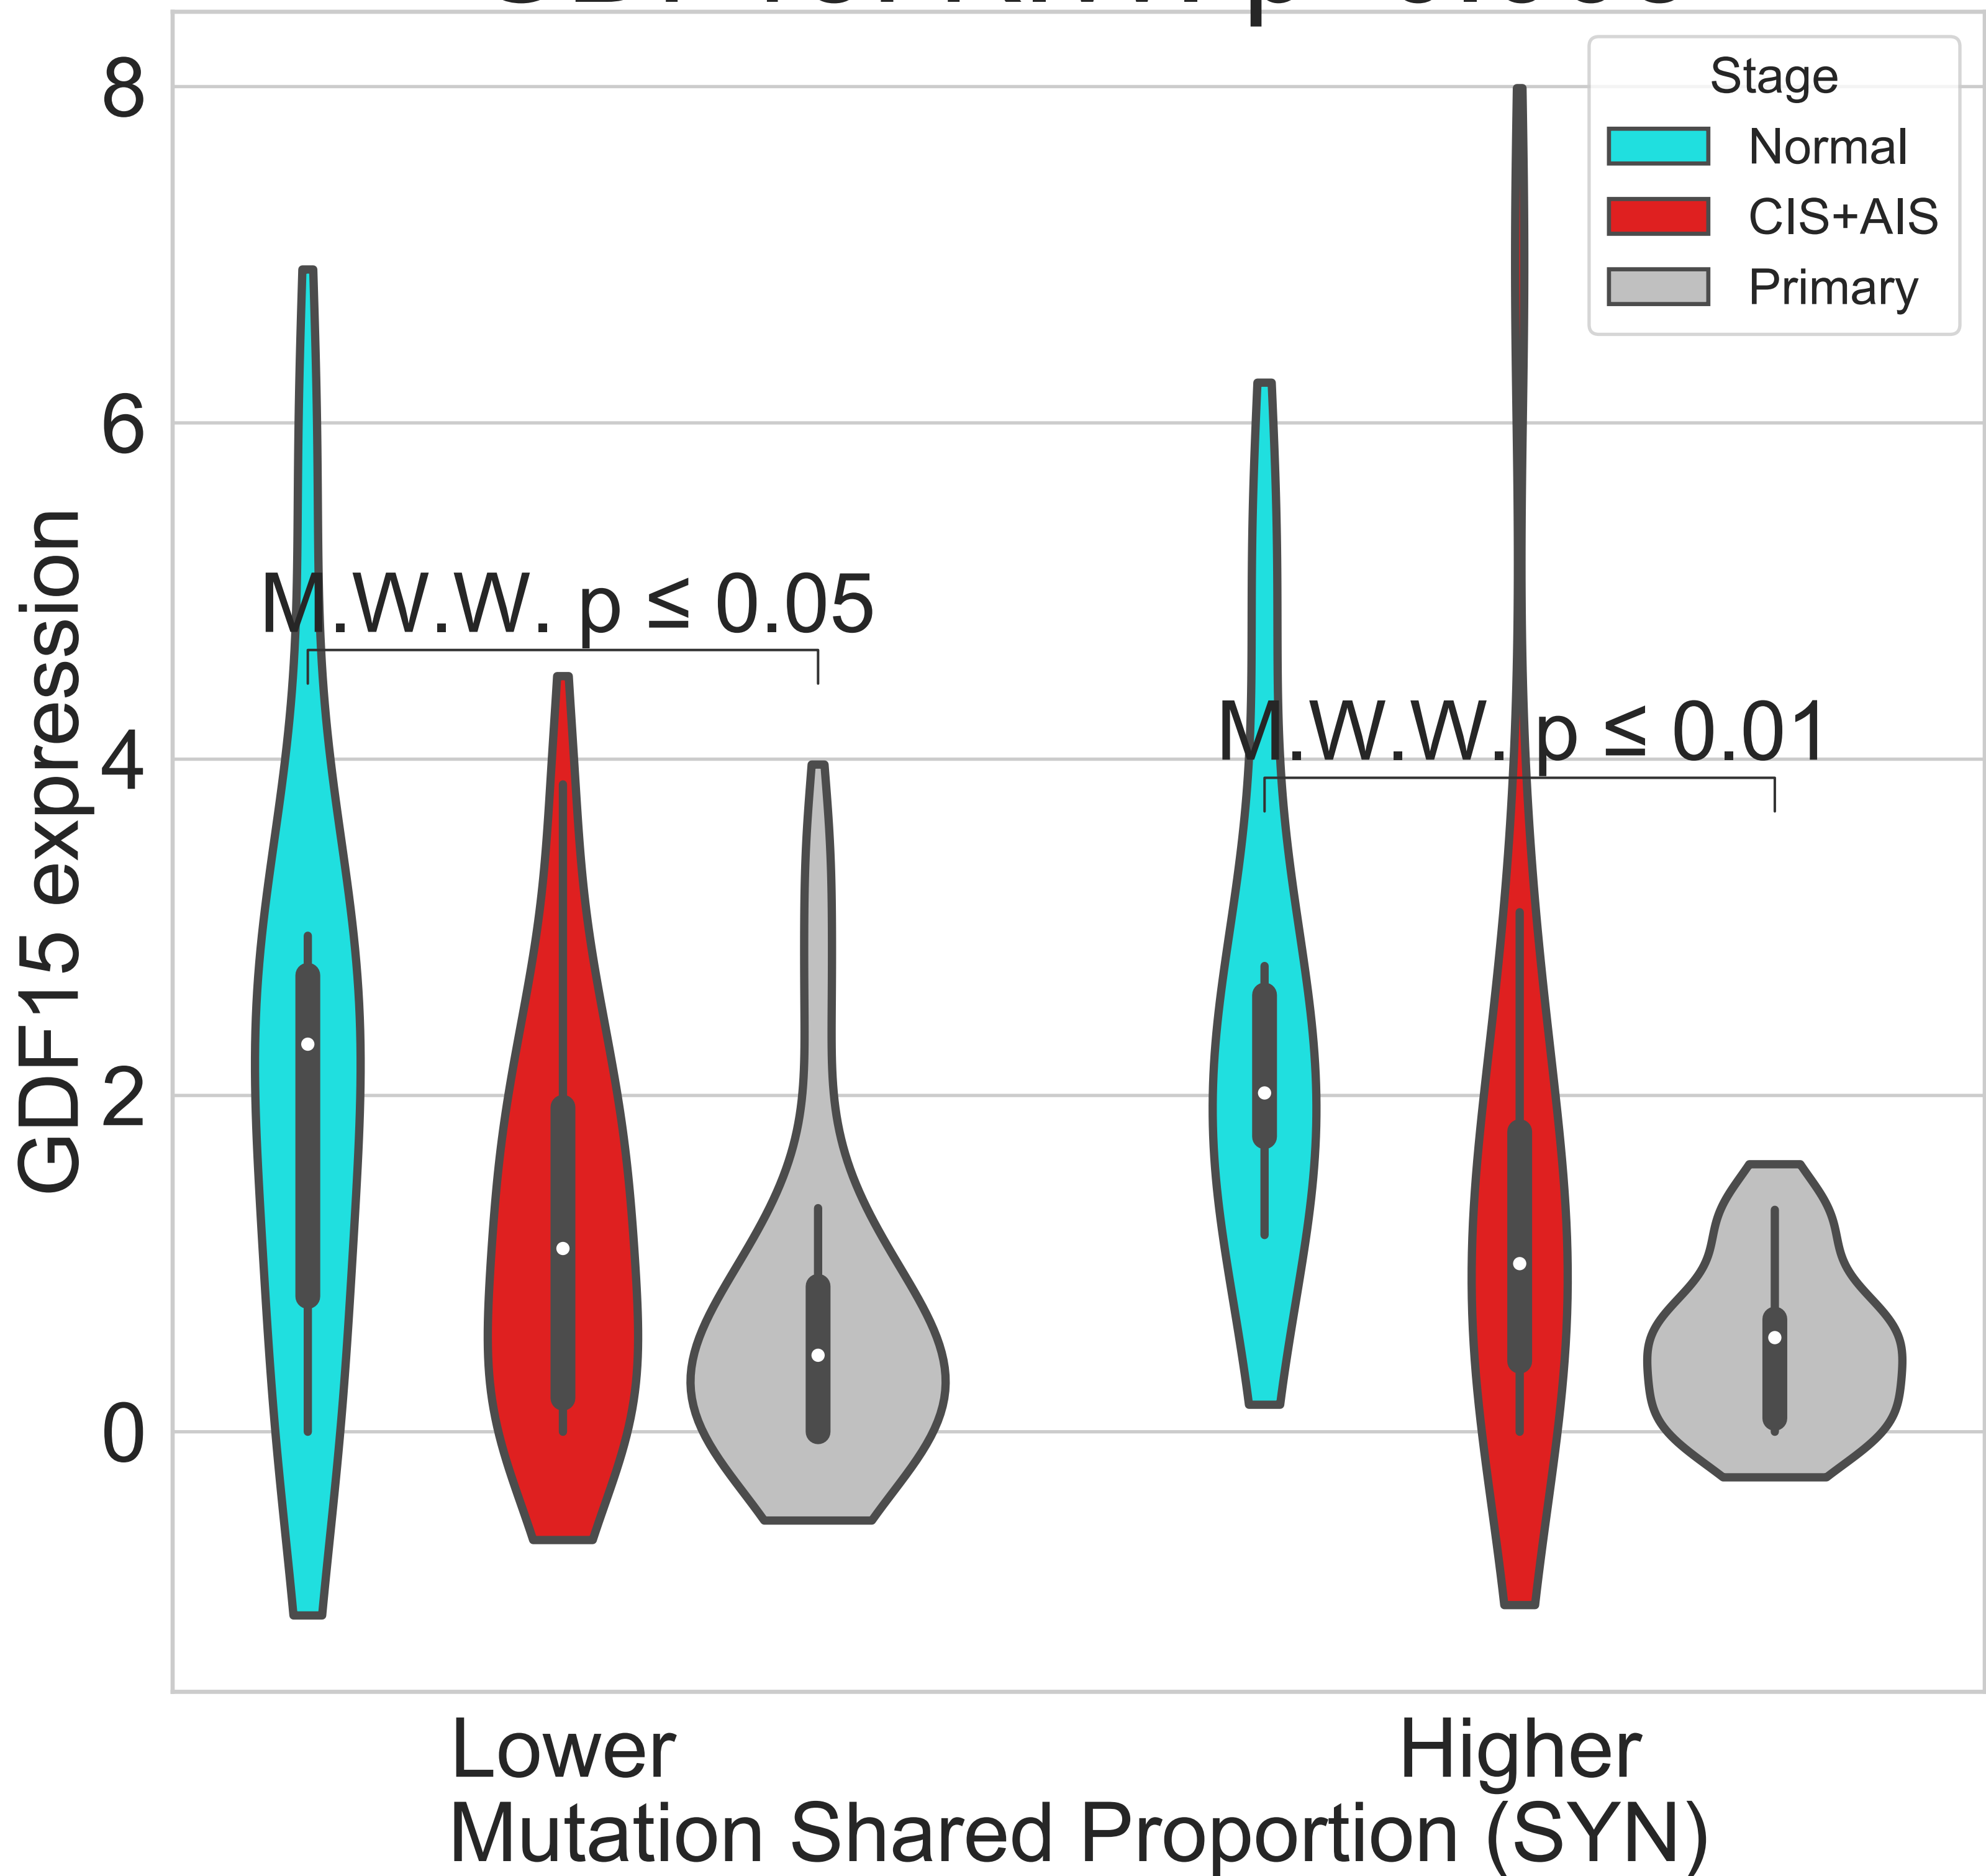 8
6
4
2
0
GDF15 expression
Stage
Normal
CIS+AIS
Primary
M.W.W. p ≤ 0.05
M.W.W. p ≤ 0.01
Lower
Higher
Mutation Shared Proportion (SYN)